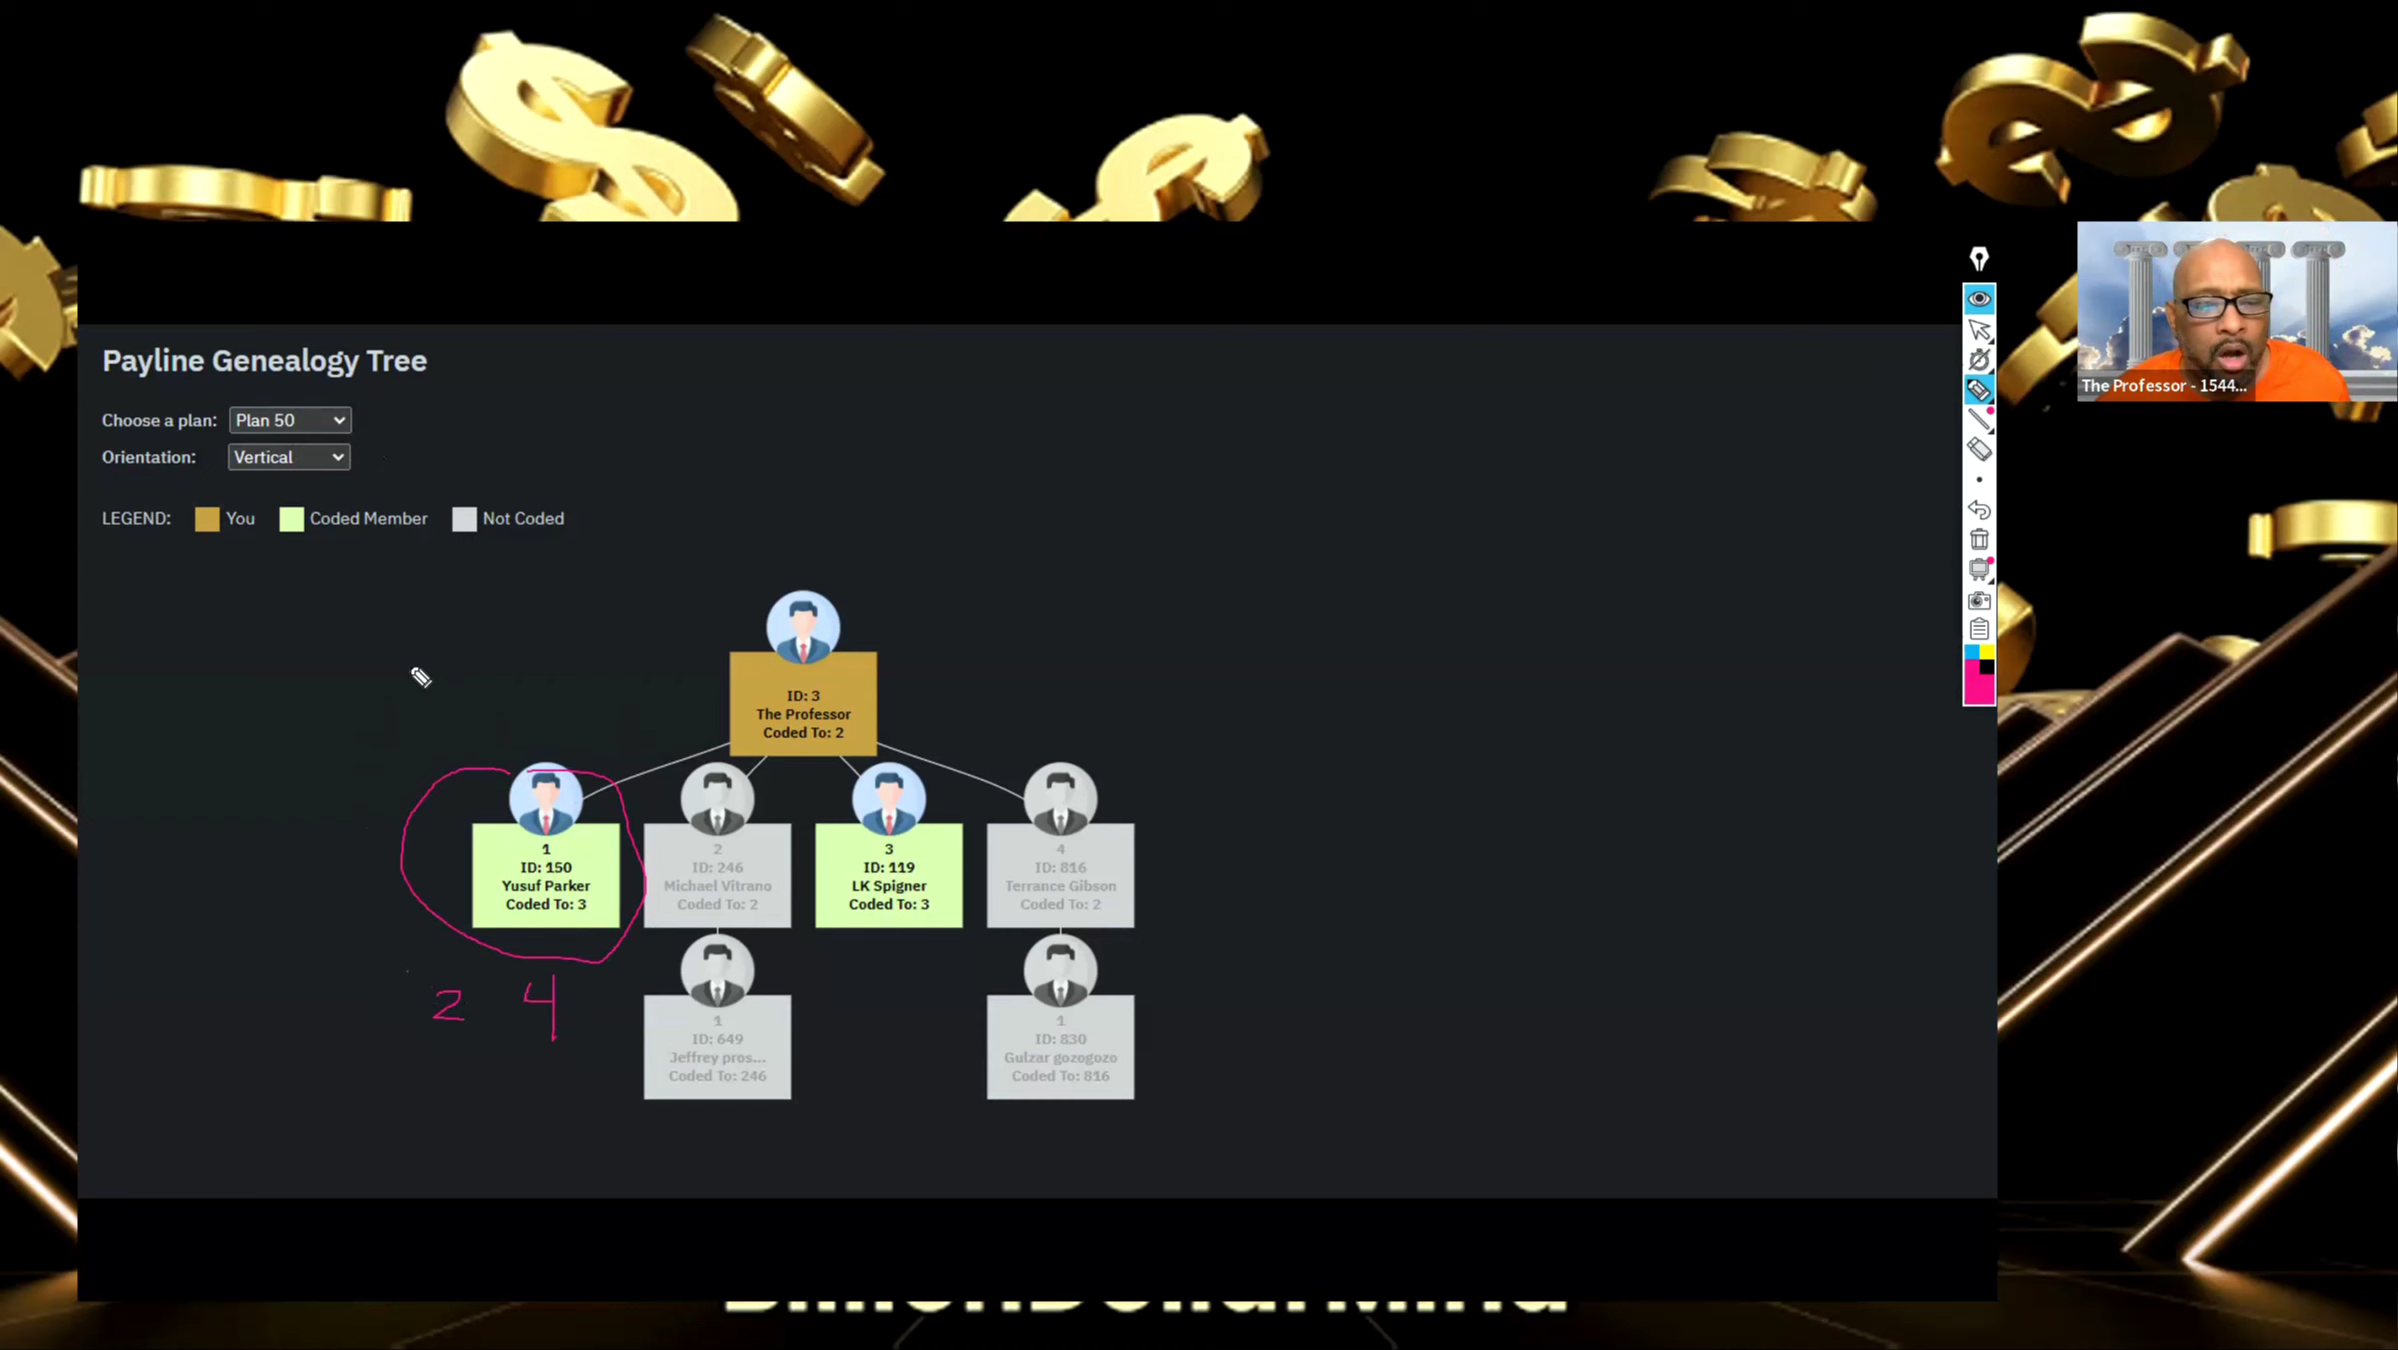 The Professor - 1544...
Payline Genealogy Tree
Choose a plan: Plan 50
Orientation: Vertical
LEGEND: You Coded Member Not Coded
ID: 3
The Professor
Coded To: 2
1
ID: 150
Yusuf Parker
Coded To: 3
2
ID: 246
Michael Vitrano
Coded To: 2
3
ID: 119
LK Spigner
Coded To: 3
4
ID: 816
Terrance Gibson
Coded To: 2
2 4
1
ID: 649
Jeffrey pros...
Coded To: 246
1
ID: 830
Gulzar gozogozo
Coded To: 816